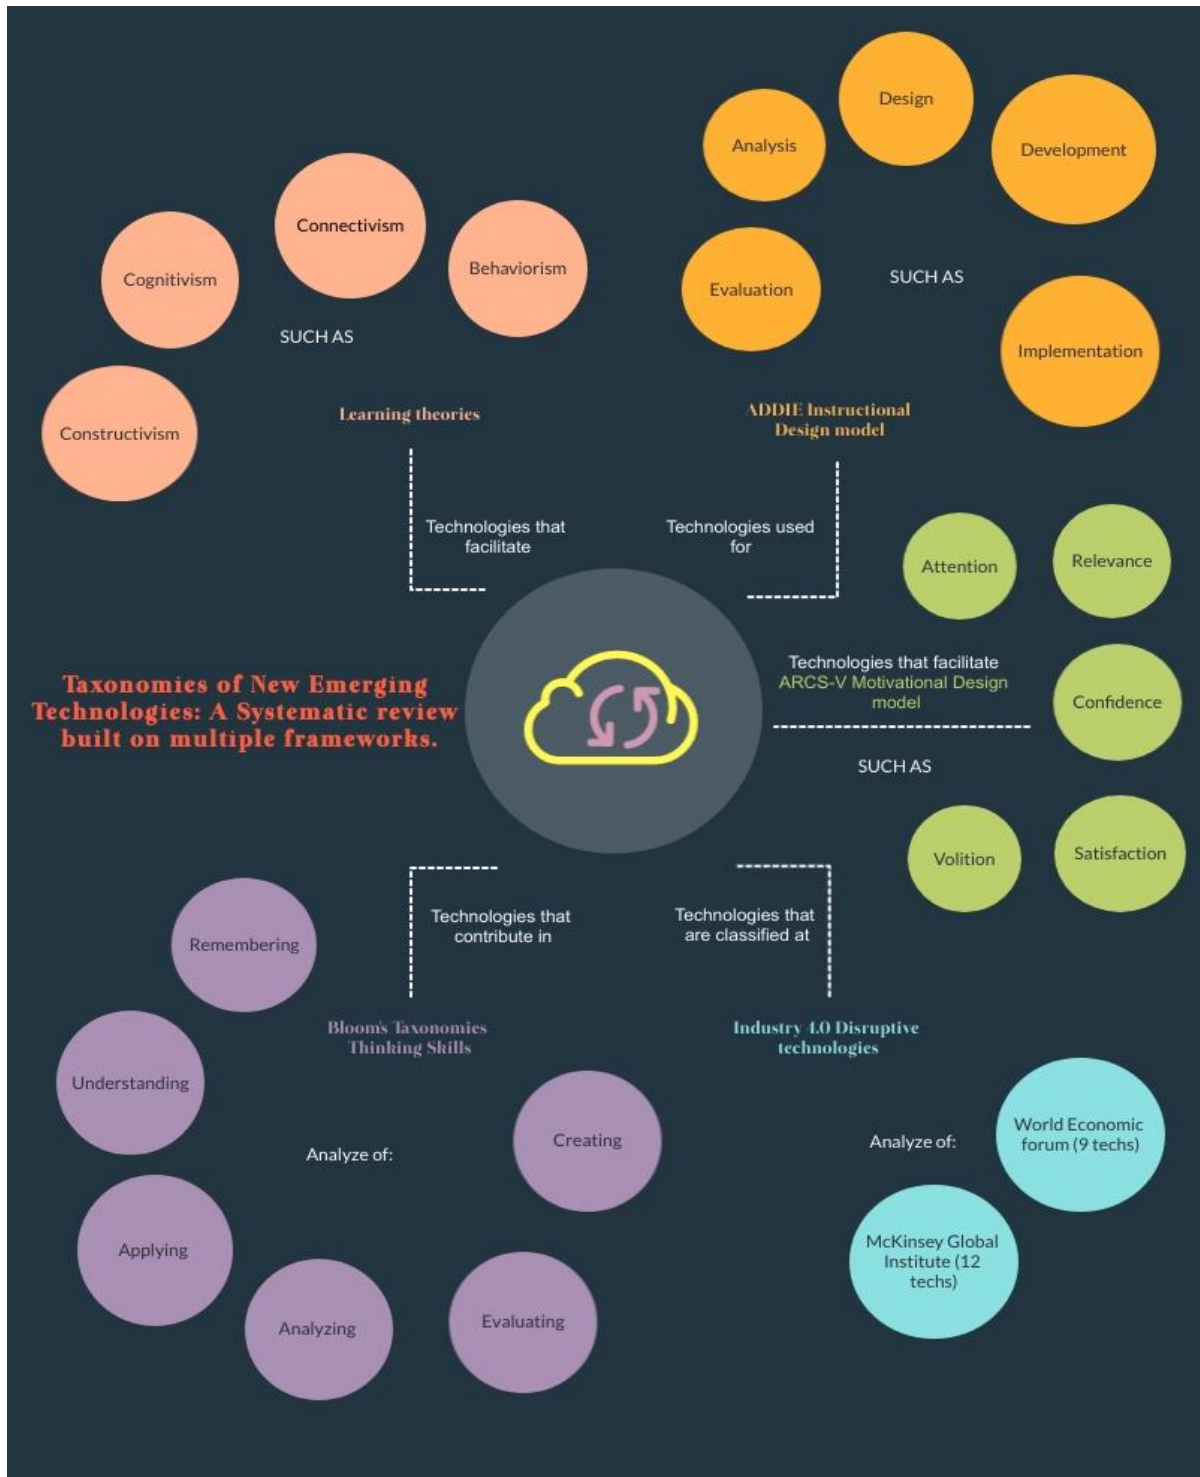 Design
Analysis
Development
Evaluation
SUCH AS
Implementation
ADDIE Instructional
Design model
Technologies used
for
Connectivism
Cognitivism
Behaviorism
SUCH AS
Constructivism
Learning theories
Technologies that
facilitate
Attention
Relevance
Technologies that facilitate
ARCS-V Motivational Design
model
Confidence
SUCH AS
Volition
Satisfaction
Taxonomies of New Emerging
Technologies: A Systematic review
built on multiple frameworks.
Technologies that
contribute in
Bloom's Taxonomies
Thinking Skills
Remembering
Understanding
Analyze of:
Creating
Applying
Analyzing
Evaluating
Technologies that
are classified at
Industry 4.0 Disruptive
technologies
Analyze of:
World Economic
forum (9 techs)
McKinsey Global
Institute (12
techs)